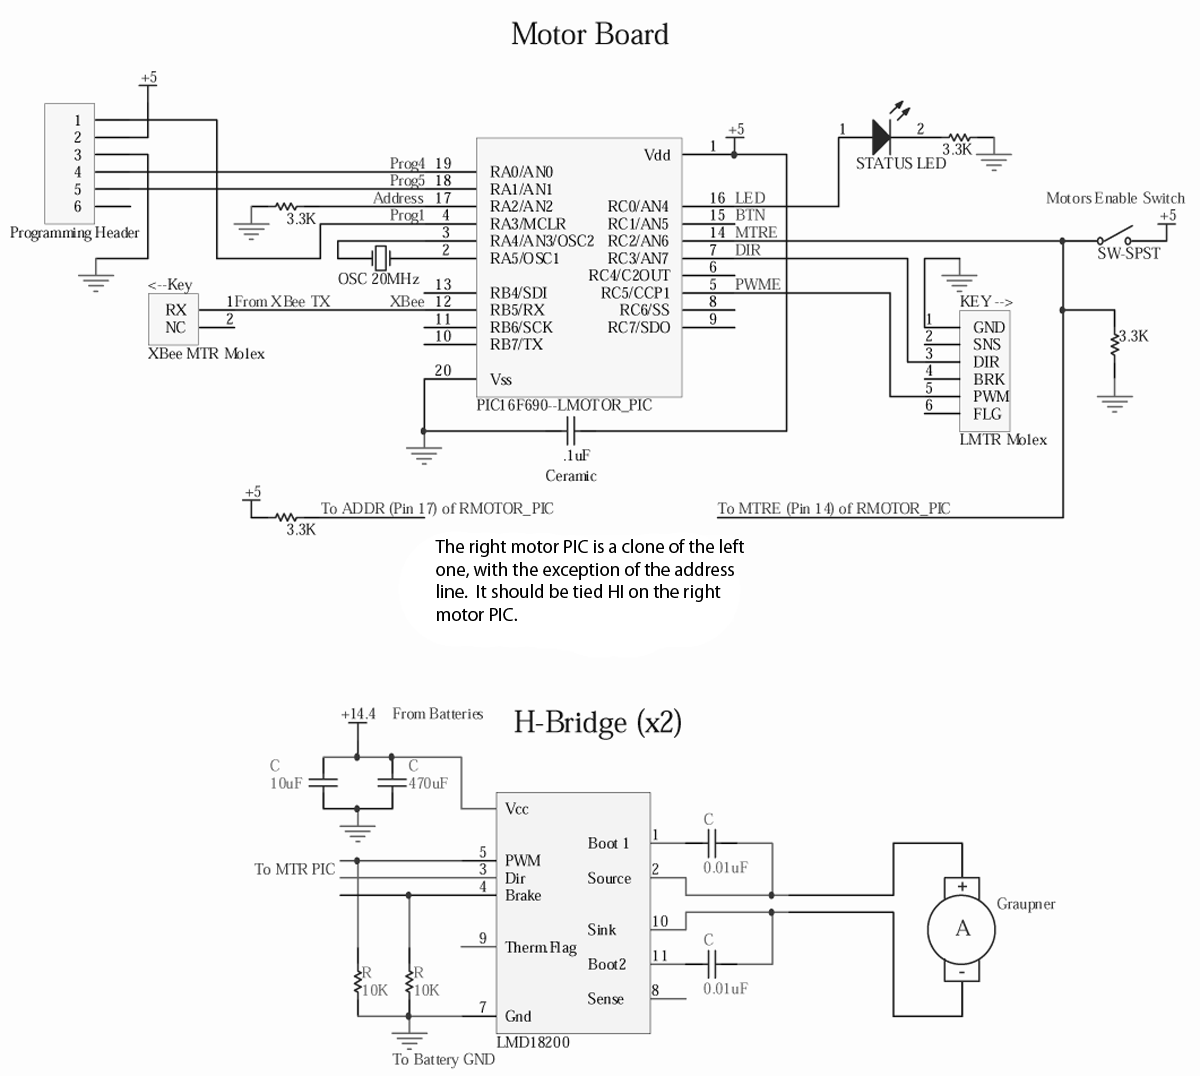 Motor Board
+5
1
2
3
4
5
6
Programming Header
Prog4 19
Prog5 18
Address 17
3.3K
Prog1 4
3
2
OSC 20MHz
<--Key
RX
NC
1 From XBee TX
2
XBee MTR Molex
13
XBee 12
11
10
20
RA0/AN0
RA1/AN1
RA2/AN2
RA3/MCLR
RA4/AN3/OSC2
RA5/OSC1
RB4/SDI
RB5/RX
RB6/SCK
RB7/TX
Vss
Vdd
RC0/AN4
RC1/AN5
RC2/AN6
RC3/AN7
RC4/C2OUT
RC5/CCP1
RC6/SS
RC7/SDO
PIC16F690--LMOTOR_PIC
1
+5
16 LED
15 BTN
14 MTRE
7 DIR
6
5 PWME
8
9
.1uF
Ceramic
1
2
STATUS LED
3.3K
Motors Enable Switch
+5
SW-SPST
3.3K
KEY -->
1 GND
2 SNS
3 DIR
4 BRK
5 PWM
6 FLG
LMTR Molex
+5
3.3K
To ADDR (Pin 17) of RMOTOR_PIC
To MTRE (Pin 14) of RMOTOR_PIC
The right motor PIC is a clone of the left
one, with the exception of the address
line. It should be tied HI on the right
motor PIC.
H-Bridge (x2)
+14.4 From Batteries
C
10uF
C
470uF
To MTR PIC
5
3
4
9
7
Vcc
PWM
Dir
Brake
Therm.Flag
Gnd
Boot 1
Source
Sink
Boot2
Sense
LMD18200
1
2
10
11
8
C
0.01uF
C
0.01uF
R
10K
R
10K
To Battery GND
+
A
-
Graupner